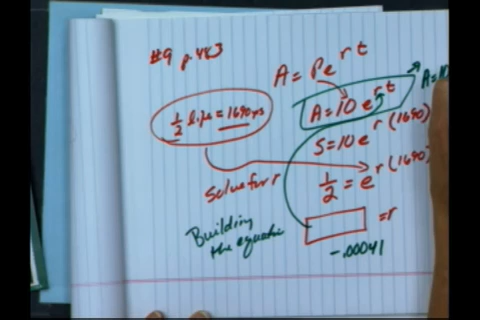 #9 p.483
A = Pe^rt
A = 10
A = 10 e^rt
1/2 life = 1690 yrs
5 = 10 e^r(1690)
Solve for r
1/2 = e^r(1690)
Building
the equation
= r
-.00041